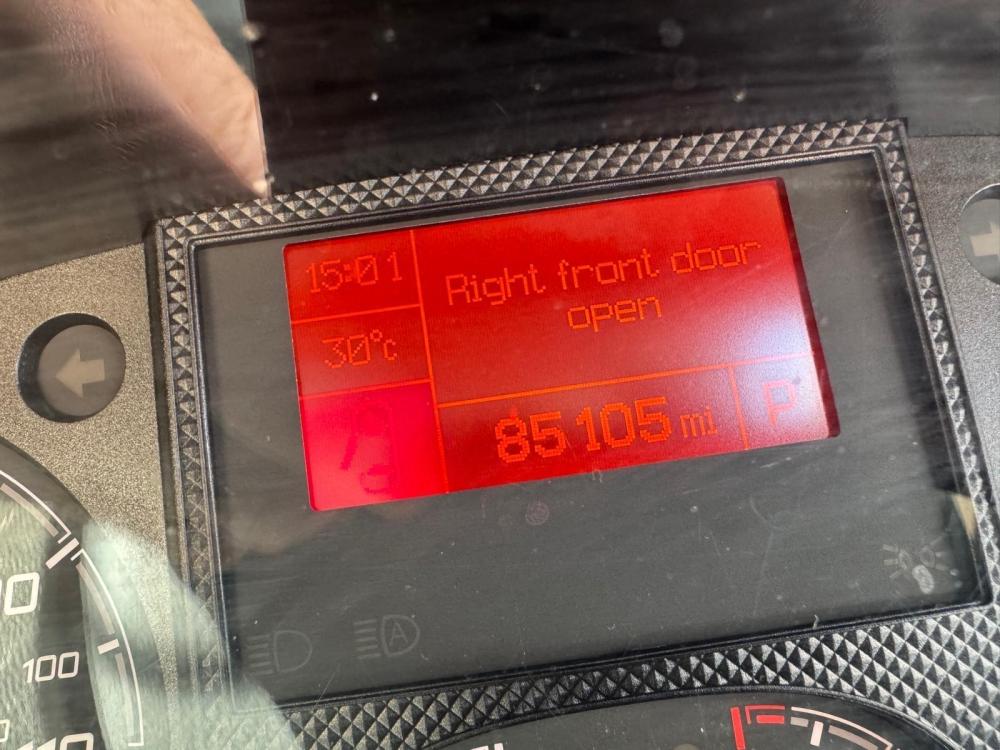 15:01
Right front door
open
30°C
85105 mi
P
100
A